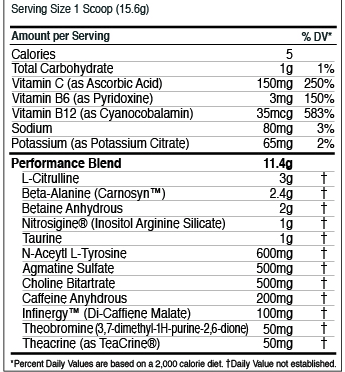 Serving Size 1 Scoop (15.6g)
Amount per Serving % DV*
Calories 5
Total Carbohydrate 1g 1%
Vitamin C (as Ascorbic Acid) 150mg 250%
Vitamin B6 (as Pyridoxine) 3mg 150%
Vitamin B12 (as Cyanocobalamin) 35mcg 583%
Sodium 80mg 3%
Potassium (as Potassium Citrate) 65mg 2%
Performance Blend 11.4g
L-Citrulline 3g †
Beta-Alanine (Carnosyn™) 2.4g †
Betaine Anhydrous 2g †
Nitrosigine® (Inositol Arginine Silicate) 1g †
Taurine 1g †
N-Aceytl L-Tyrosine 600mg †
Agmatine Sulfate 500mg †
Choline Bitartrate 500mg †
Caffeine Anyhdrous 200mg †
Infinergy™ (Di-Caffiene Malate) 100mg †
Theobromine (3,7-dimethyl-1H-purine-2,6-dione) 50mg †
Theacrine (as TeaCrine®) 50mg †
*Percent Daily Values are based on a 2,000 calorie diet. †Daily Value not established.